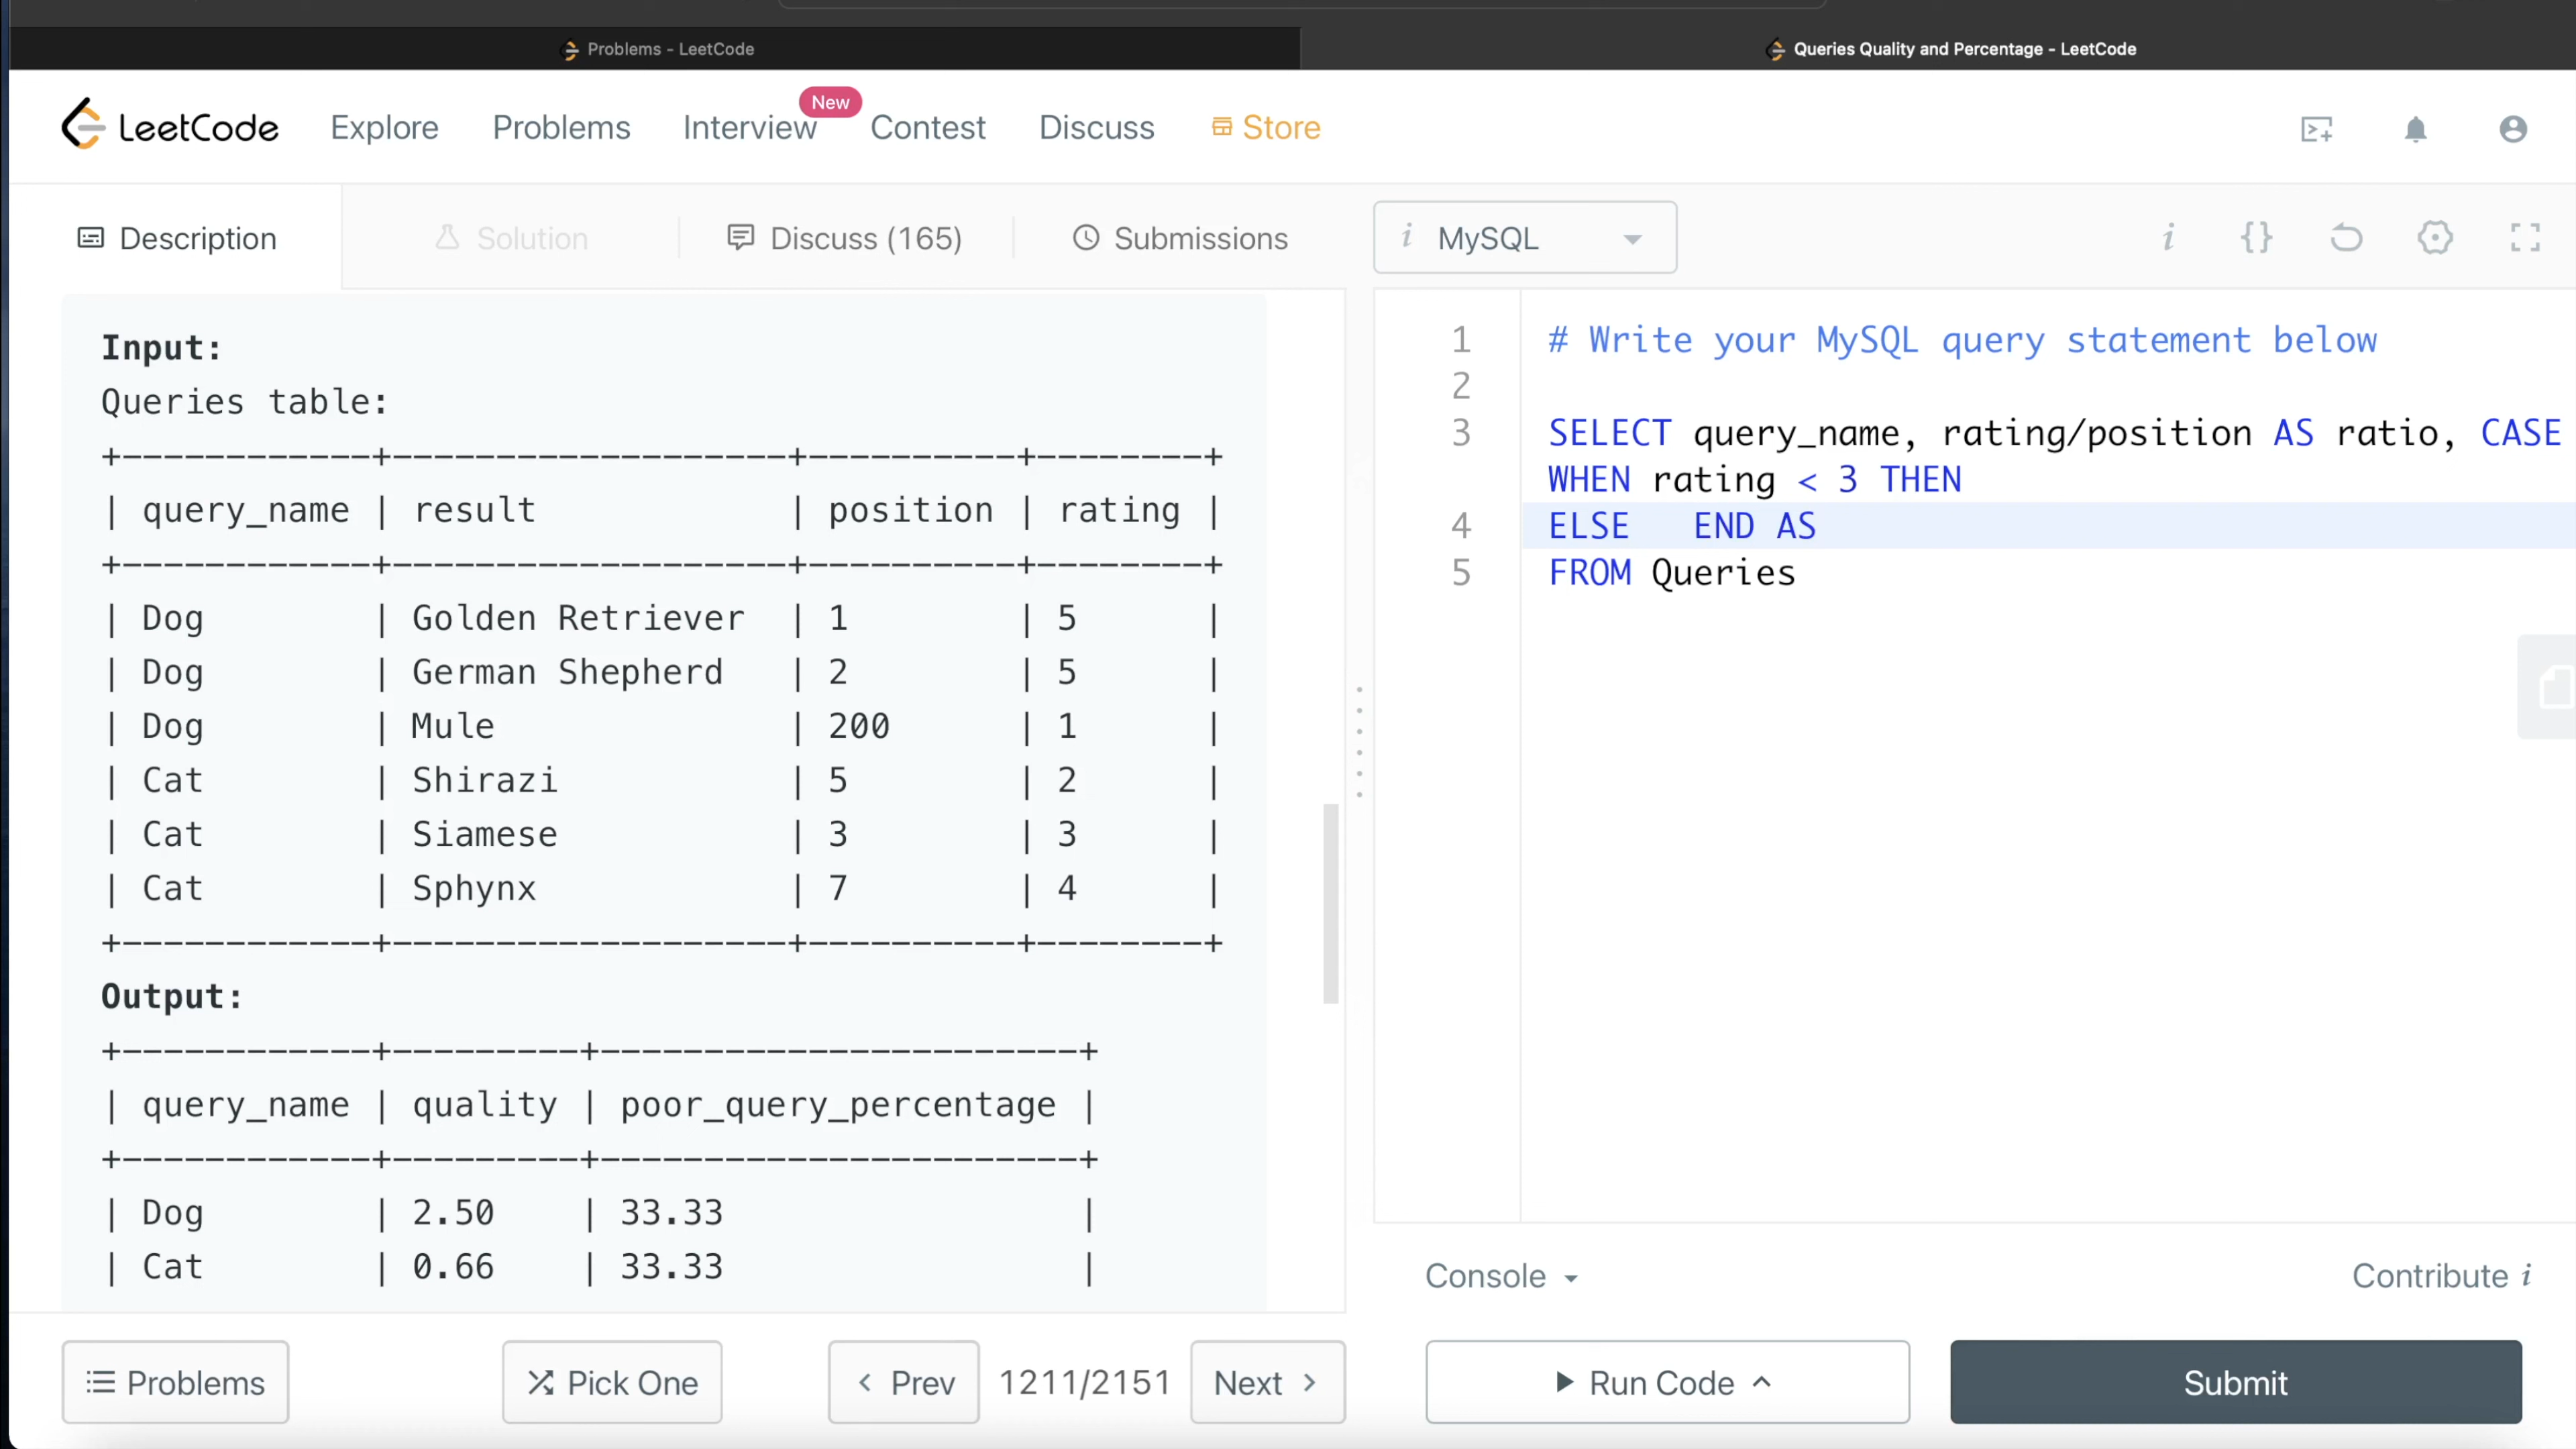 Problems - LeetCode
Queries Quality and Percentage - LeetCode
LeetCode Explore Problems Interview New Contest Discuss Store
Description Solution Discuss (165) Submissions
i MySQL i {}
Input:
Queries table:
+------------+-------------------+----------+--------+
| query_name | result            | position | rating |
+------------+-------------------+----------+--------+
| Dog        | Golden Retriever  | 1        | 5      |
| Dog        | German Shepherd   | 2        | 5      |
| Dog        | Mule              | 200      | 1      |
| Cat        | Shirazi           | 5        | 2      |
| Cat        | Siamese           | 3        | 3      |
| Cat        | Sphynx            | 7        | 4      |
+------------+-------------------+----------+--------+
Output:
+------------+---------+-----------------------+
| query_name | quality | poor_query_percentage |
+------------+---------+-----------------------+
| Dog        | 2.50    | 33.33                 |
| Cat        | 0.66    | 33.33                 |
1 # Write your MySQL query statement below
2
3 SELECT query_name, rating/position AS ratio, CASE
WHEN rating < 3 THEN
4 ELSE   END AS
5 FROM Queries
Console Contribute i
Problems Pick One < Prev 1211/2151 Next > Run Code Submit